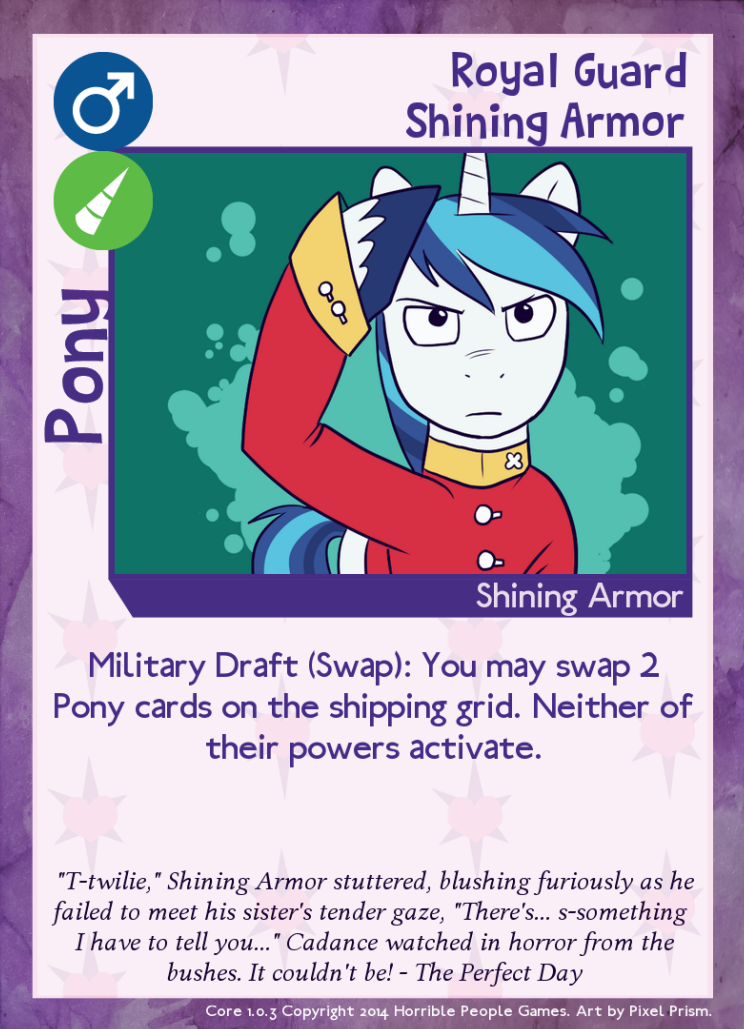 Royal Guard
Shining Armor
Pony
Shining Armor
Military Draft (Swap): You may swap 2
Pony cards on the shipping grid. Neither of
their powers activate.
"T-twilie," Shining Armor stuttered, blushing furiously as he
failed to meet his sister's tender gaze, "There's... s-something
I have to tell you..." Cadance watched in horror from the
bushes. It couldn't be! - The Perfect Day
Core 1.0.3 Copyright 2014 Horrible People Games. Art by Pixel Prism.